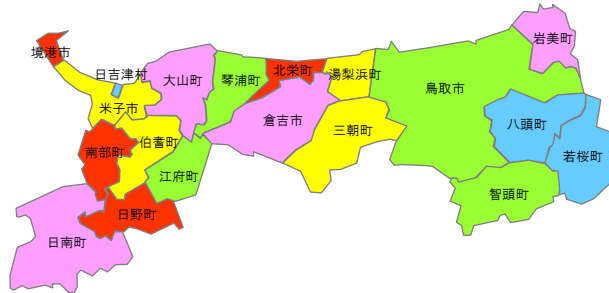 境港市
日吉津村
米子市
大山町
琴浦町
北栄町
湯梨浜町
鳥取市
岩美町
倉吉市
三朝町
八頭町
若桜町
智頭町
南部町
伯耆町
江府町
日野町
日南町